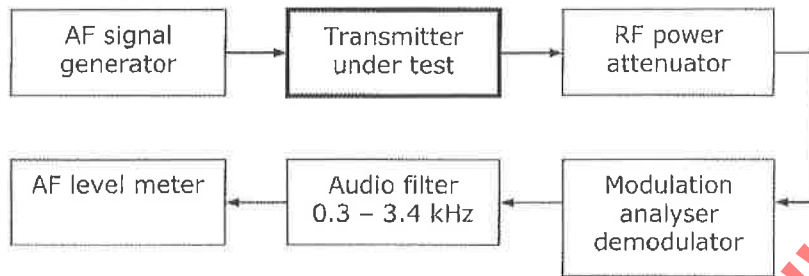 AF signal
generator
Transmitter
under test
RF power
attenuator
AF level meter
Audio filter
0.3 – 3.4 kHz
Modulation
analyser
demodulator